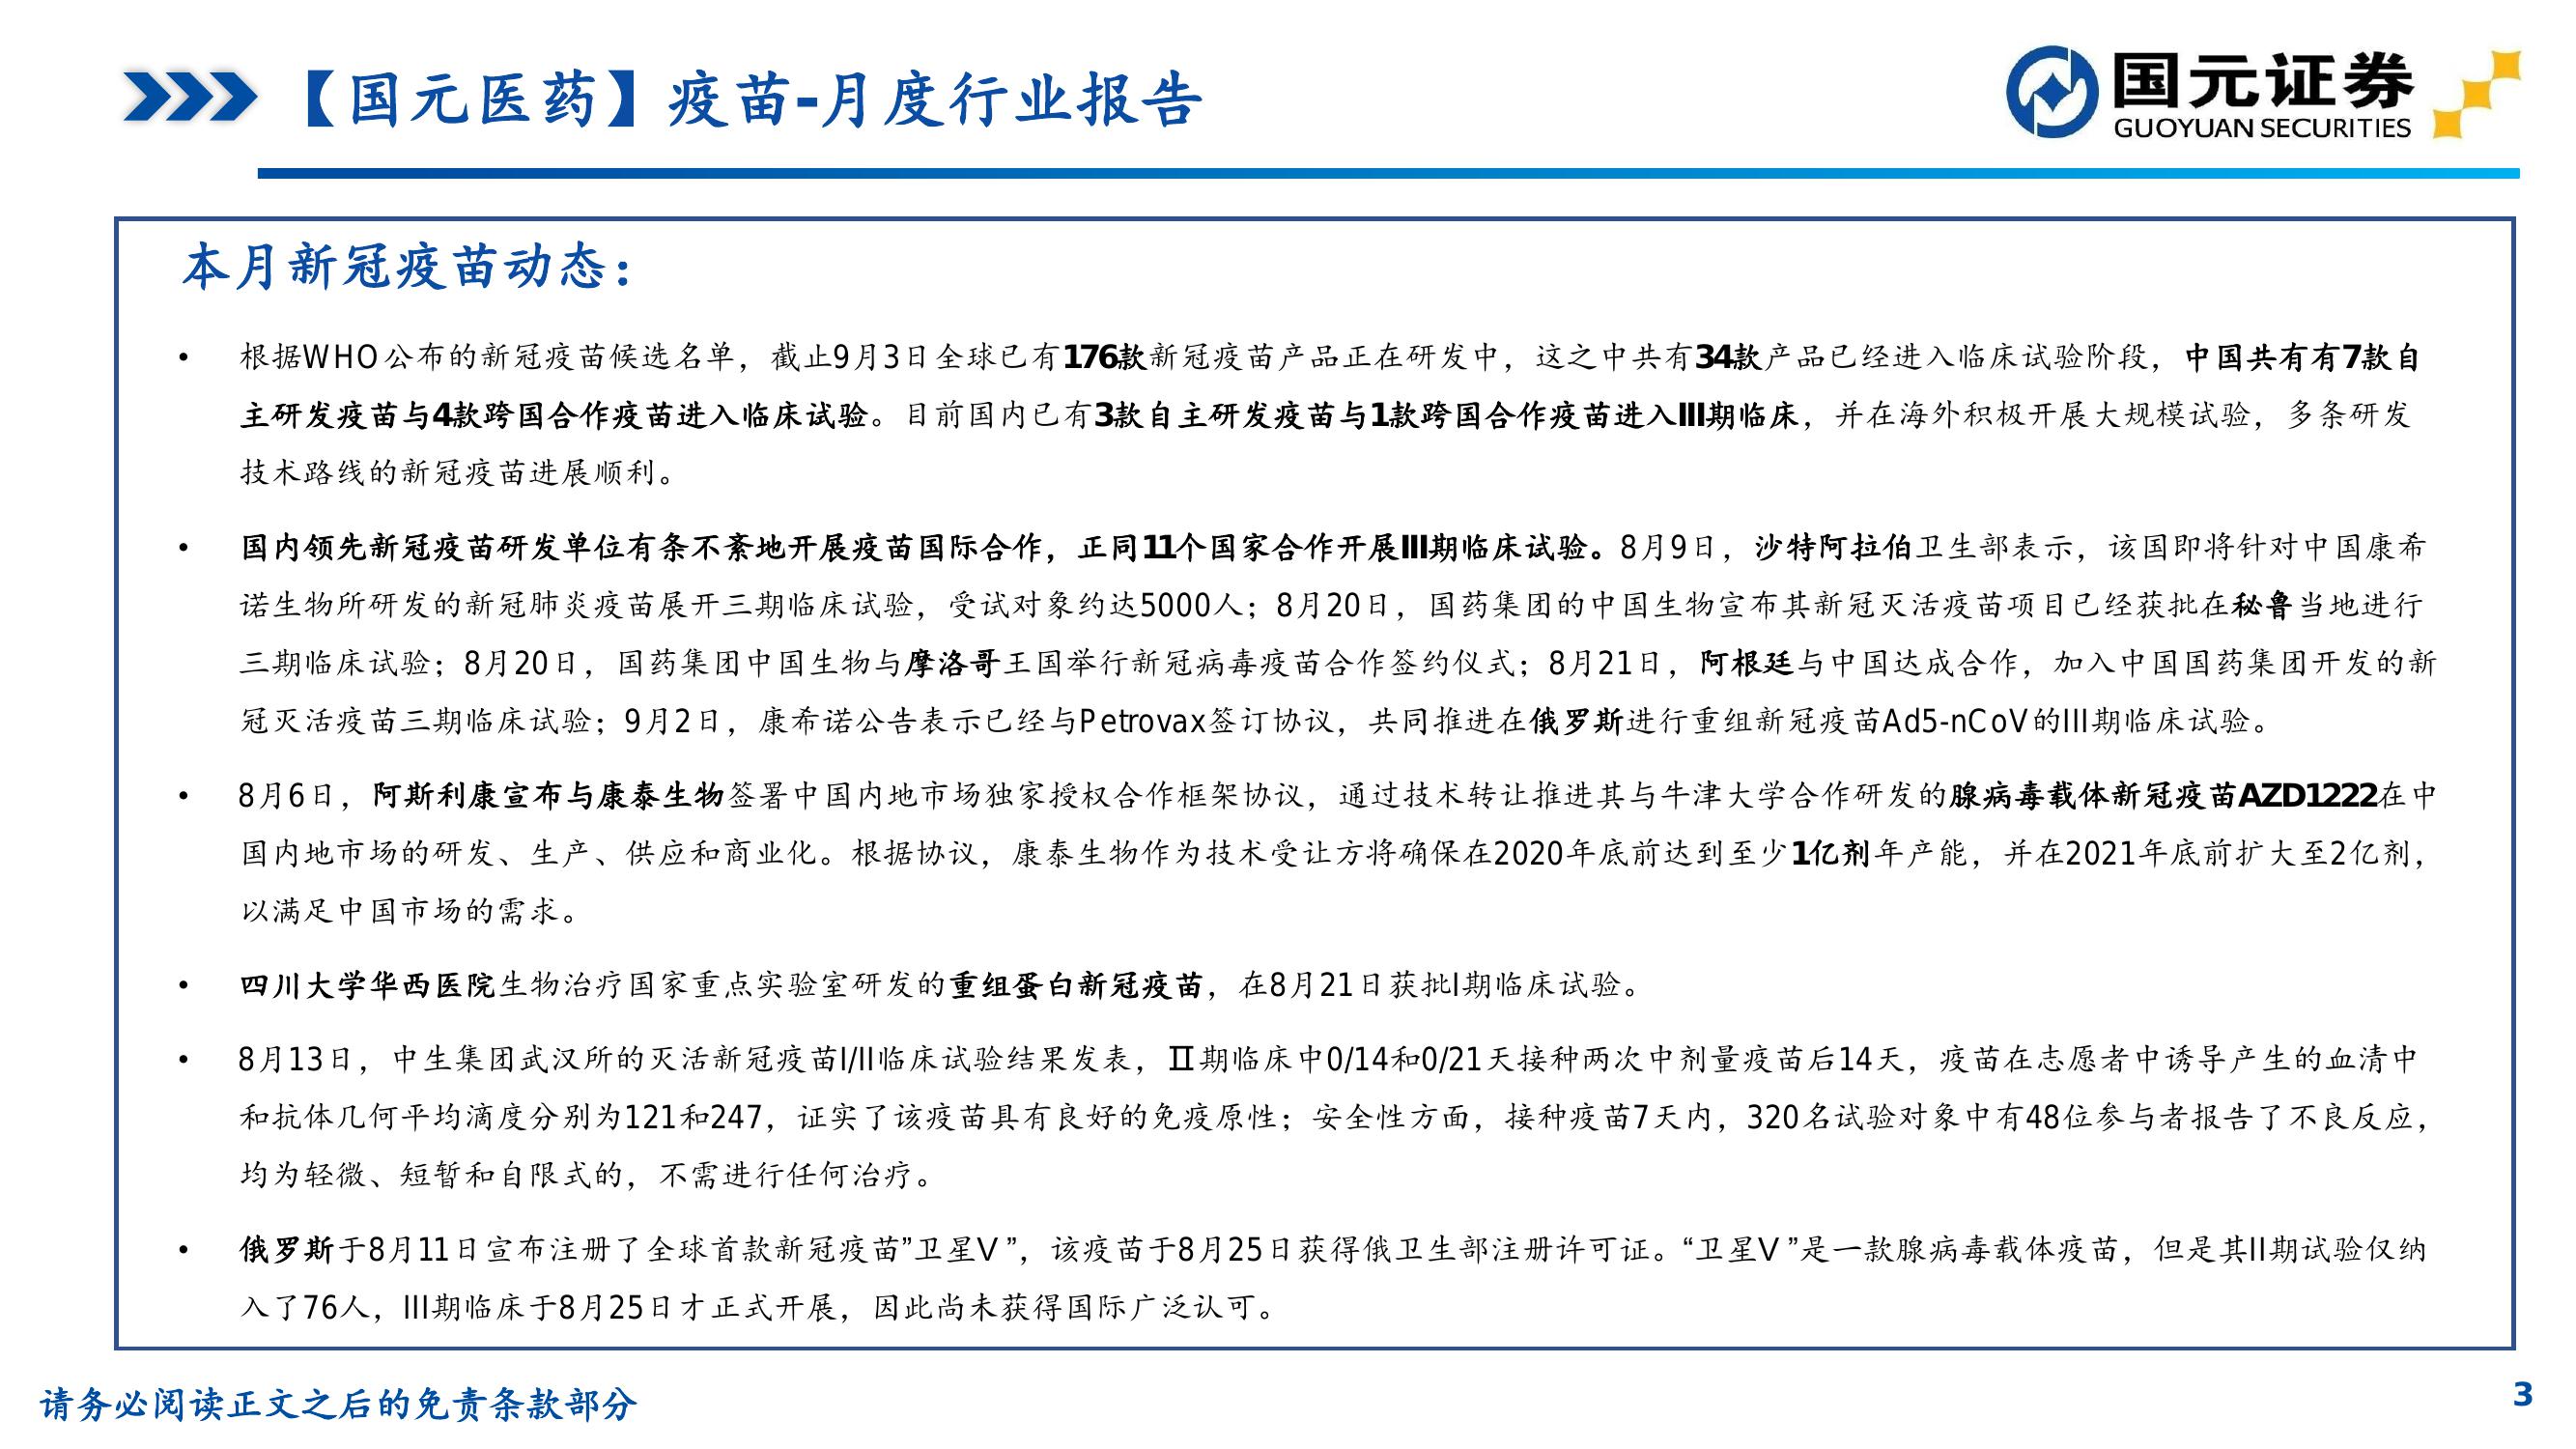 【国元医药】疫苗-月度行业报告
国元证券
GUOYUAN SECURITIES
本月新冠疫苗动态：
• 根据WHO公布的新冠疫苗候选名单，截止9月3日全球已有176款新冠疫苗产品正在研发中，这之中共有34款产品已经进入临床试验阶段，中国共有有7款自
主研发疫苗与4款跨国合作疫苗进入临床试验。目前国内已有3款自主研发疫苗与1款跨国合作疫苗进入III期临床，并在海外积极开展大规模试验，多条研发
技术路线的新冠疫苗进展顺利。
• 国内领先新冠疫苗研发单位有条不紊地开展疫苗国际合作，正同11个国家合作开展III期临床试验。8月9日，沙特阿拉伯卫生部表示，该国即将针对中国康希
诺生物所研发的新冠肺炎疫苗展开三期临床试验，受试对象约达5000人；8月20日，国药集团的中国生物宣布其新冠灭活疫苗项目已经获批在秘鲁当地进行
三期临床试验；8月20日，国药集团中国生物与摩洛哥王国举行新冠病毒疫苗合作签约仪式；8月21日，阿根廷与中国达成合作，加入中国国药集团开发的新
冠灭活疫苗三期临床试验；9月2日，康希诺公告表示已经与Petrovax签订协议，共同推进在俄罗斯进行重组新冠疫苗Ad5-nCoV的III期临床试验。
• 8月6日，阿斯利康宣布与康泰生物签署中国内地市场独家授权合作框架协议，通过技术转让推进其与牛津大学合作研发的腺病毒载体新冠疫苗AZD1222在中
国内地市场的研发、生产、供应和商业化。根据协议，康泰生物作为技术受让方将确保在2020年底前达到至少1亿剂年产能，并在2021年底前扩大至2亿剂，
以满足中国市场的需求。
• 四川大学华西医院生物治疗国家重点实验室研发的重组蛋白新冠疫苗，在8月21日获批I期临床试验。
• 8月13日，中生集团武汉所的灭活新冠疫苗I/II临床试验结果发表，Ⅱ期临床中0/14和0/21天接种两次中剂量疫苗后14天，疫苗在志愿者中诱导产生的血清中
和抗体几何平均滴度分别为121和247，证实了该疫苗具有良好的免疫原性；安全性方面，接种疫苗7天内，320名试验对象中有48位参与者报告了不良反应，
均为轻微、短暂和自限式的，不需进行任何治疗。
• 俄罗斯于8月11日宣布注册了全球首款新冠疫苗”卫星V”，该疫苗于8月25日获得俄卫生部注册许可证。“卫星V”是一款腺病毒载体疫苗，但是其II期试验仅纳
入了76人，III期临床于8月25日才正式开展，因此尚未获得国际广泛认可。
请务必阅读正文之后的免责条款部分
3